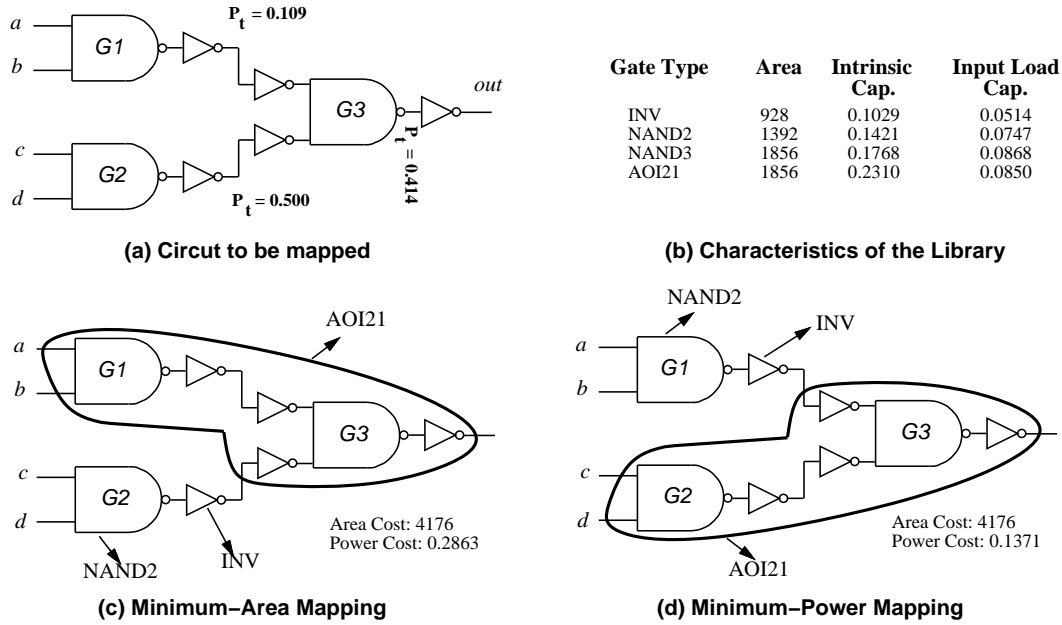 a
b
G1
P t = 0.109
c
d
G2
P t = 0.500
G3
P t = 0.414
out
(a) Circut to be mapped
Gate Type Area Intrinsic Cap. Input Load Cap.
INV 928 0.1029 0.0514
NAND2 1392 0.1421 0.0747
NAND3 1856 0.1768 0.0868
AOI21 1856 0.2310 0.0850
(b) Characteristics of the Library
AOI21
a
b
G1
G3
c
d
G2
NAND2
INV
Area Cost: 4176
Power Cost: 0.2863
(c) Minimum–Area Mapping
NAND2
INV
a
b
G1
G3
c
d
G2
AOI21
Area Cost: 4176
Power Cost: 0.1371
(d) Minimum–Power Mapping